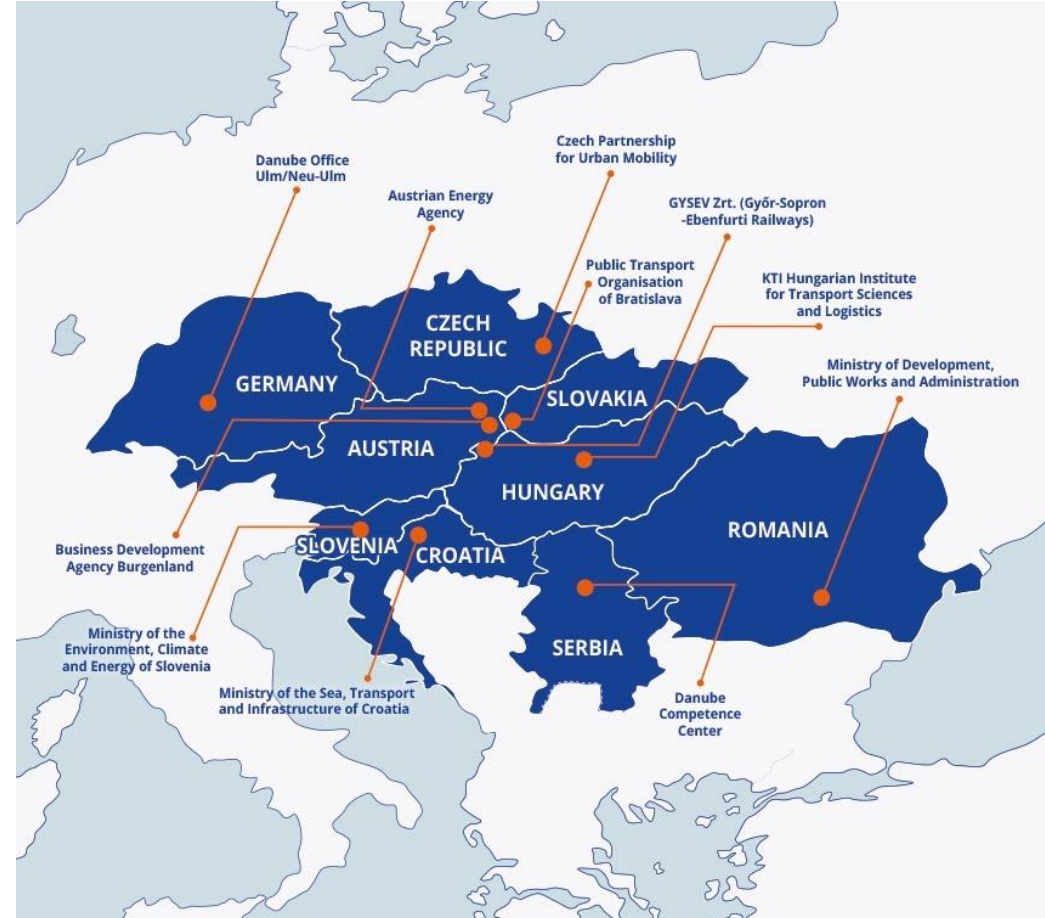 Czech Partnership
for Urban Mobility
Danube Office
Ulm/Neu-Ulm
Austrian Energy
Agency
GYSEV Zrt. (Győr-Sopron
-Ebenfurti Railways)
Public Transport
Organisation
of Bratislava
KTI Hungarian Institute
for Transport Sciences
and Logistics
Ministry of Development,
Public Works and Administration
CZECH
REPUBLIC
GERMANY
SLOVAKIA
AUSTRIA
HUNGARY
ROMANIA
SLOVENIA
CROATIA
SERBIA
Business Development
Agency Burgenland
Ministry of the
Environment, Climate
and Energy of Slovenia
Ministry of the Sea, Transport
and Infrastructure of Croatia
Danube
Competence
Center